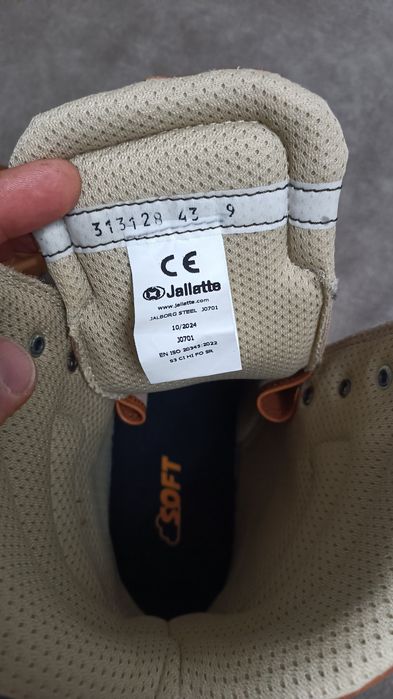 313128 43 9
CE
Jallatte
www.jallatte.com
JALBORG STEEL J0701
10/2024
J0701
EN ISO 20345:2022
S3 CI HI FO SR
SOFT